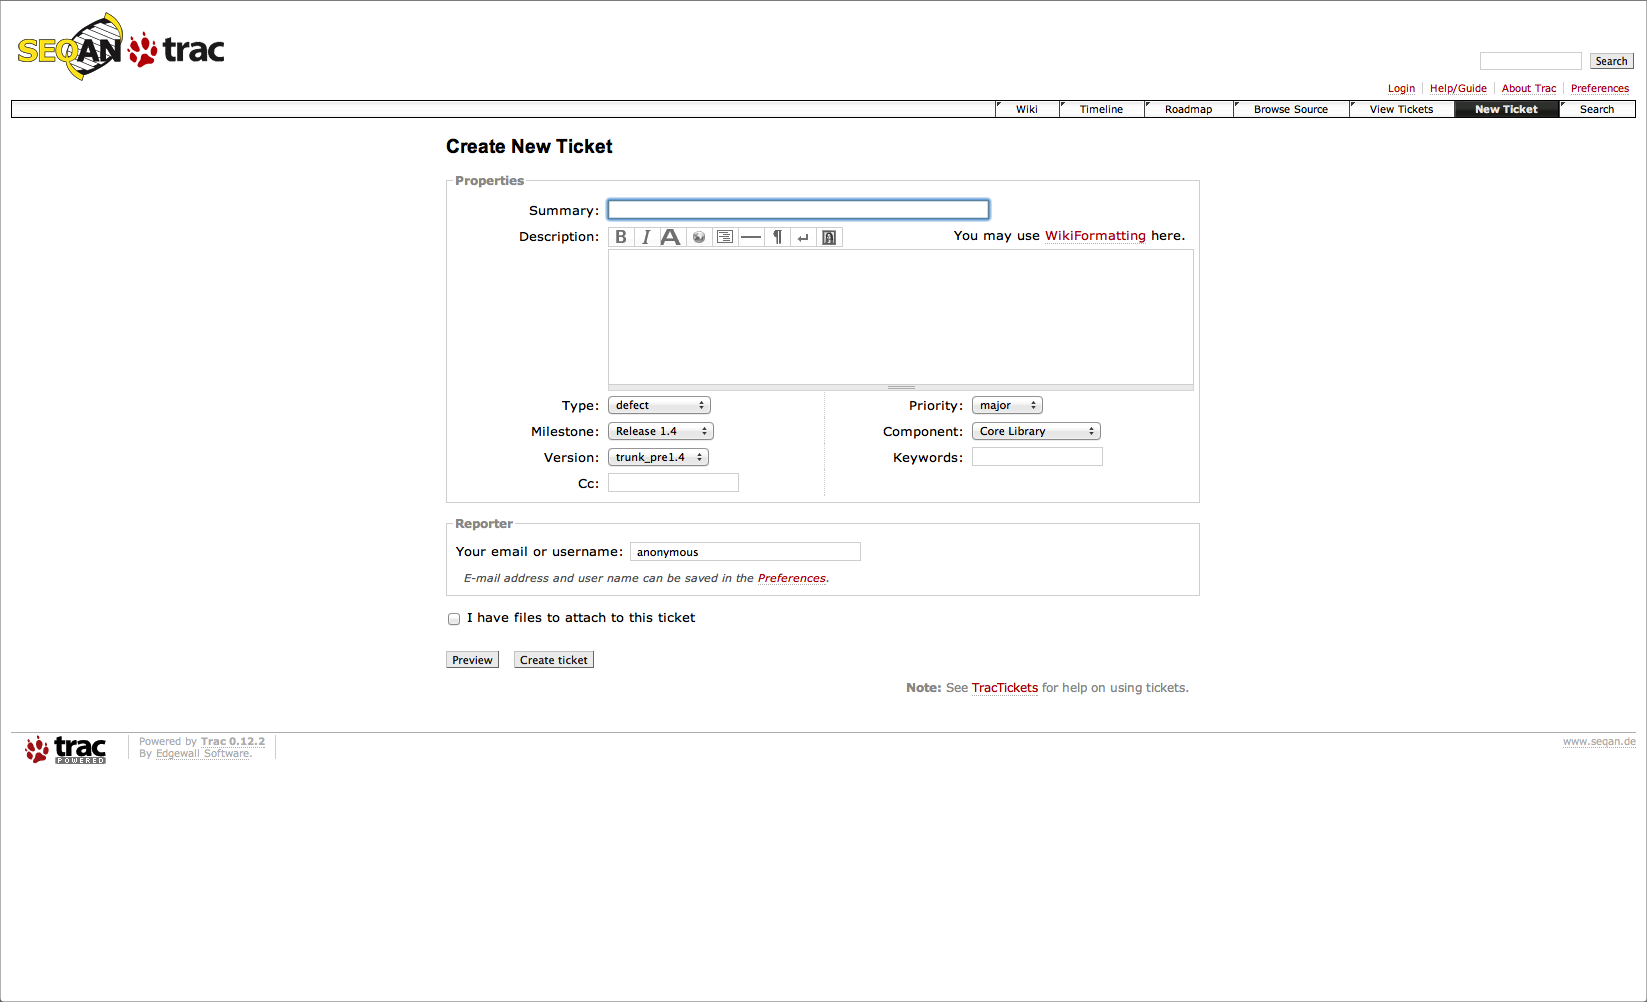 SEQAN trac
Search
Login Help/Guide About Trac Preferences
Wiki Timeline Roadmap Browse Source View Tickets New Ticket Search
Create New Ticket
Properties
Summary:
Description: B I A ¶ You may use WikiFormatting here.
Type: defect Priority: major
Milestone: Release 1.4 Component: Core Library
Version: trunk_pre1.4 Keywords:
Cc:
Reporter
Your email or username: anonymous
E-mail address and user name can be saved in the Preferences.
I have files to attach to this ticket
Preview Create ticket
Note: See TracTickets for help on using tickets.
trac POWERED
Powered by Trac 0.12.2
By Edgewall Software.
www.seqan.de